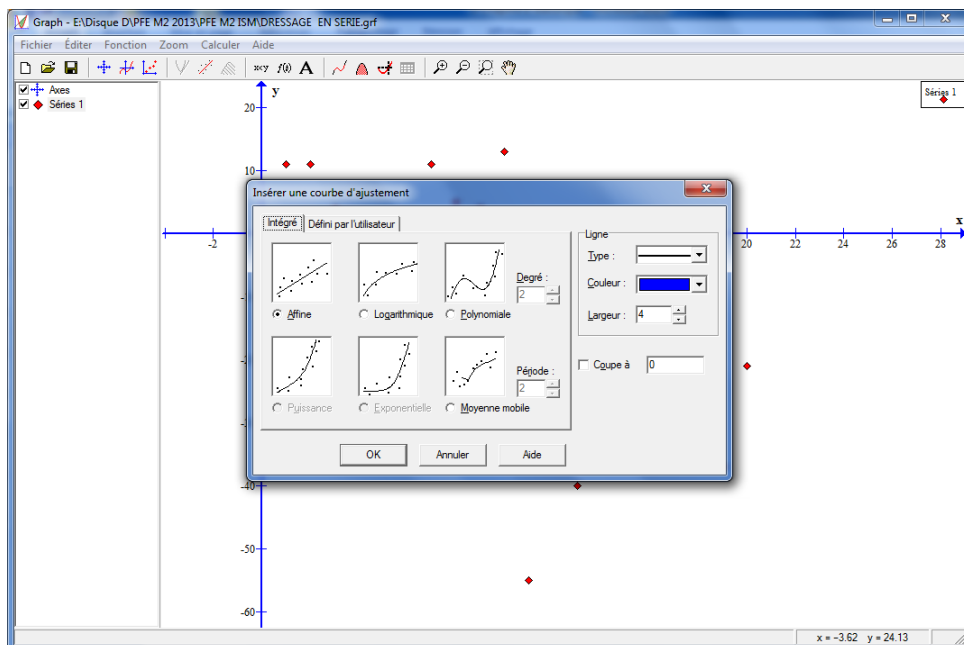 Graph - E:\Disque D\PFE M2 2013\PFE M2 ISM\DRESSAGE EN SERIE.grf
Fichier Éditer Fonction Zoom Calculer Aide
x=y f(x) A
Axes
Séries 1
y
Séries 1
20
10
x
-2
20 22 24 26 28
-40
-50
-60
Insérer une courbe d'ajustement
Intégré Défini par l'utilisateur
Degré :
2
Affine Logarithmique Polynomiale
Période :
2
Puissance Exponentielle Moyenne mobile
Ligne
Type :
Couleur :
Largeur : 4
Coupe à 0
OK Annuler Aide
x = -3.62 y = 24.13